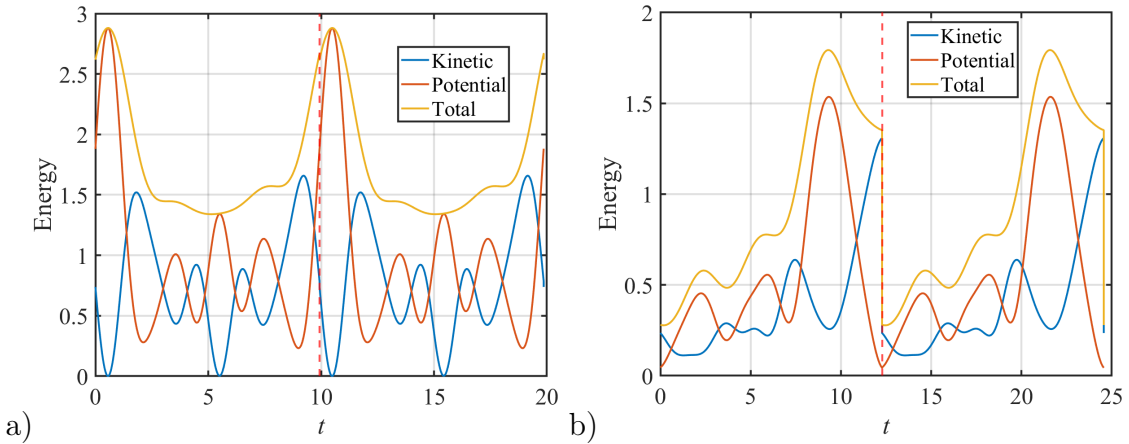 3
2.5
2
1.5
1
0.5
0
Energy
0 5 10 15 20
t
Kinetic
Potential
Total
a)
2
1.5
1
0.5
0
Energy
0 5 10 15 20 25
t
Kinetic
Potential
Total
b)